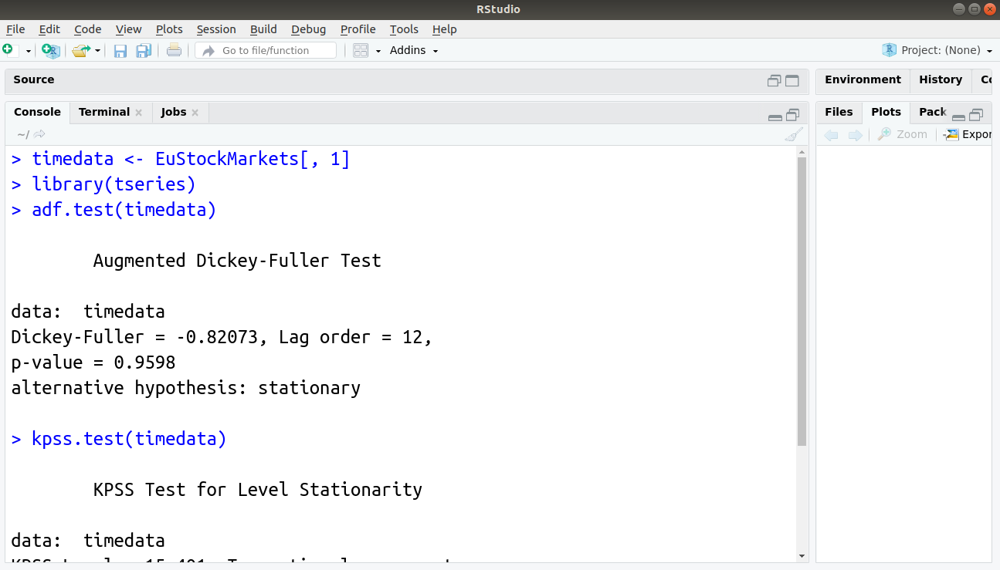 RStudio
File Edit Code View Plots Session Build Debug Profile Tools Help
Go to file/function Addins Project: (None)
Source
Environment History
Console Terminal Jobs
Files Plots Pack
~/
Zoom Expor
> timedata <- EuStockMarkets[, 1]
> library(tseries)
> adf.test(timedata)
Augmented Dickey-Fuller Test
data: timedata
Dickey-Fuller = -0.82073, Lag order = 12,
p-value = 0.9598
alternative hypothesis: stationary
> kpss.test(timedata)
KPSS Test for Level Stationarity
data: timedata